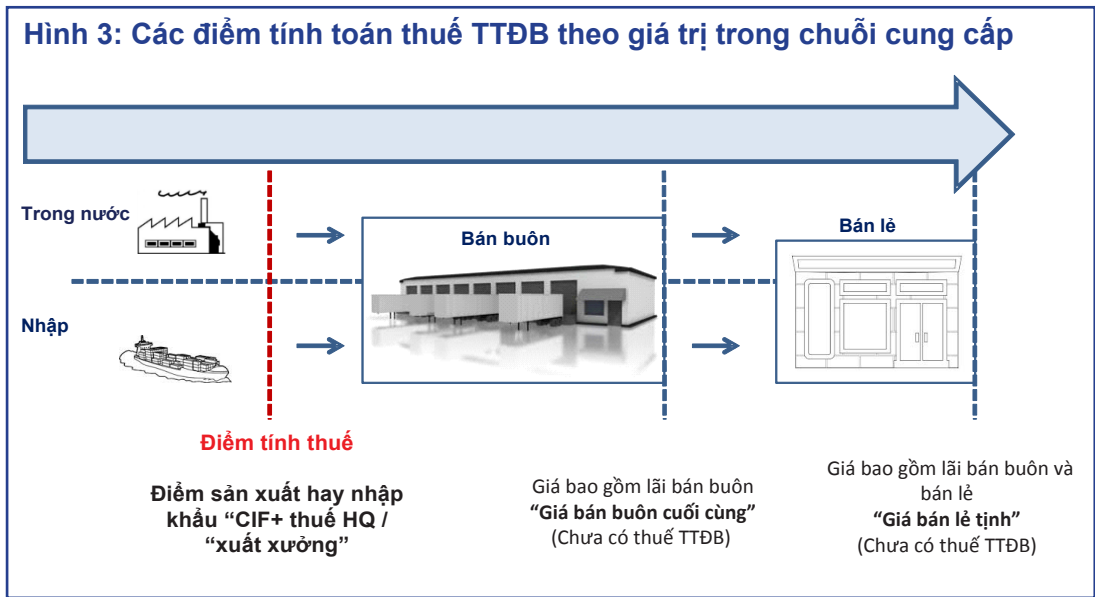 Hình 3: Các điểm tính toán thuế TTĐB theo giá trị trong chuỗi cung cấp
Trong nước
Bán buôn
Bán lẻ
Nhập
Điểm tính thuế
Điểm sản xuất hay nhập
khẩu “CIF+ thuế HQ /
“xuất xưởng”
Giá bao gồm lãi bán buôn
“Giá bán buôn cuối cùng”
(Chưa có thuế TTĐB)
Giá bao gồm lãi bán buôn và
bán lẻ
“Giá bán lẻ tịnh”
(Chưa có thuế TTĐB)